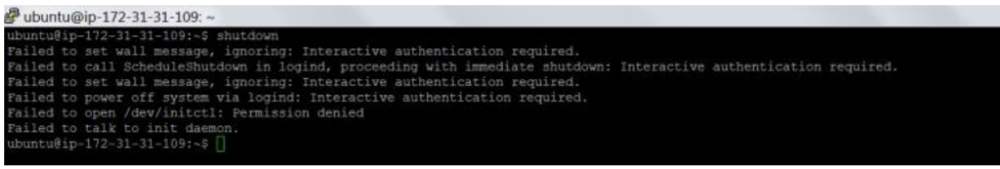 ubuntu@ip-172-31-31-109: ~
ubuntu@ip-172-31-31-109:~$ shutdown
Failed to set wall message, ignoring: Interactive authentication required.
Failed to call ScheduleShutdown in logind, proceeding with immediate shutdown: Interactive authentication required.
Failed to set wall message, ignoring: Interactive authentication required.
Failed to power off system via logind: Interactive authentication required.
Failed to open /dev/initctl: Permission denied
Failed to talk to init daemon.
ubuntu@ip-172-31-31-109:~$